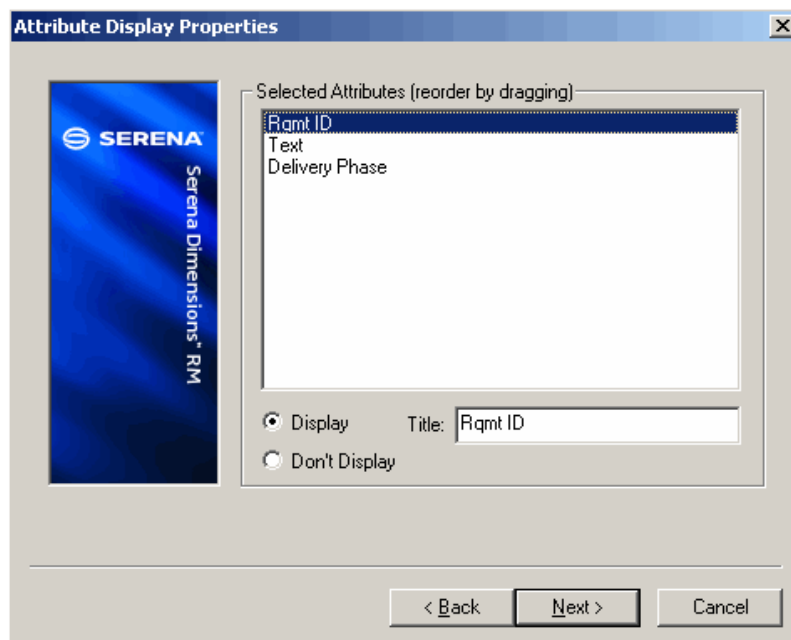 Attribute Display Properties
SERENA
Serena Dimensions® RM
Selected Attributes (reorder by dragging)
Rqmt ID
Text
Delivery Phase
Display
Title:
Rqmt ID
Don't Display
< Back
Next >
Cancel